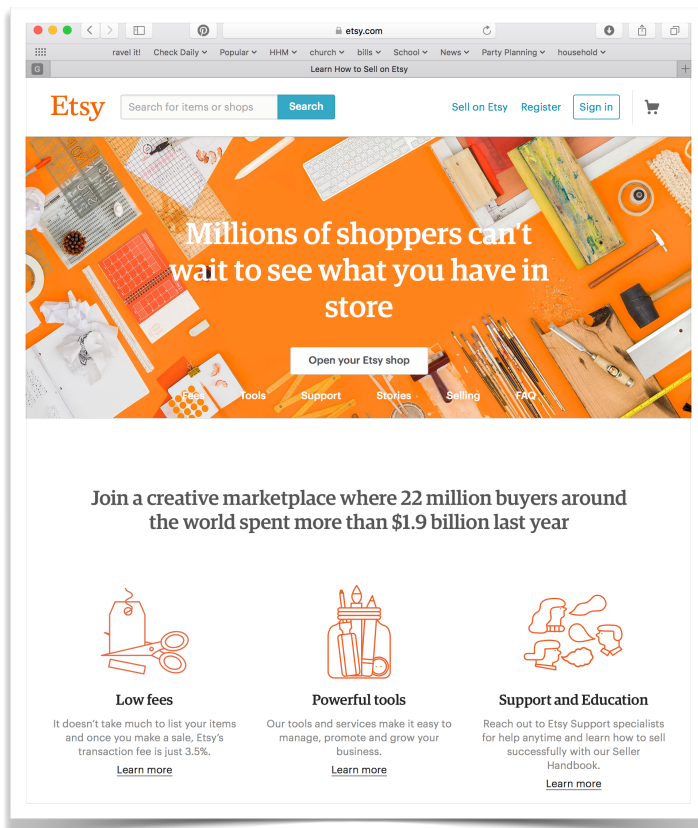 etsy.com
ravel it! Check Daily Popular HHM church bills School News Party Planning household
G Learn How to Sell on Etsy
Etsy Search for items or shops Search Sell on Etsy Register Sign in
Millions of shoppers can't
wait to see what you have in
store
Open your Etsy shop
Fees Tools Support Stories Selling FAQ
Join a creative marketplace where 22 million buyers around
the world spent more than $1.9 billion last year
Low fees
It doesn't take much to list your items
and once you make a sale, Etsy's
transaction fee is just 3.5%.
Learn more
Powerful tools
Our tools and services make it easy to
manage, promote and grow your
business.
Learn more
Support and Education
Reach out to Etsy Support specialists
for help anytime and learn how to sell
successfully with our Seller
Handbook.
Learn more